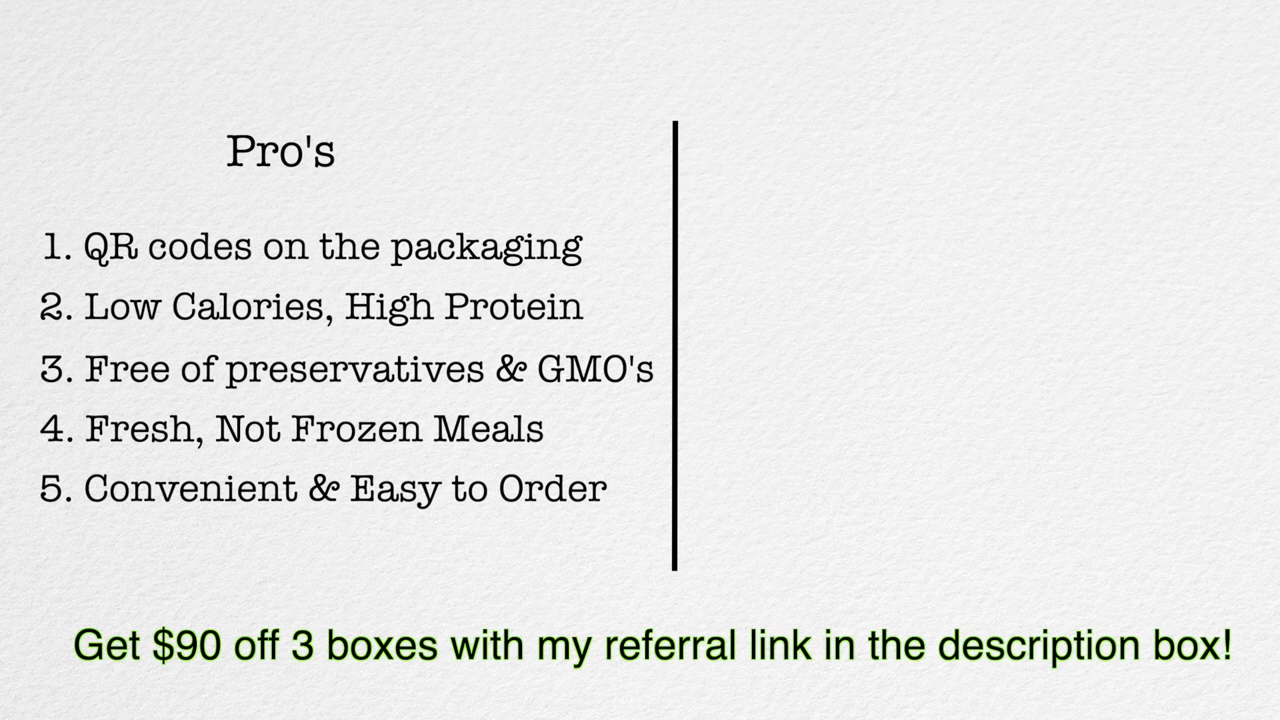 Pro's
1. QR codes on the packaging
2. Low Calories, High Protein
3. Free of preservatives & GMO's
4. Fresh, Not Frozen Meals
5. Convenient & Easy to Order
Get $90 off 3 boxes with my referral link in the description box!